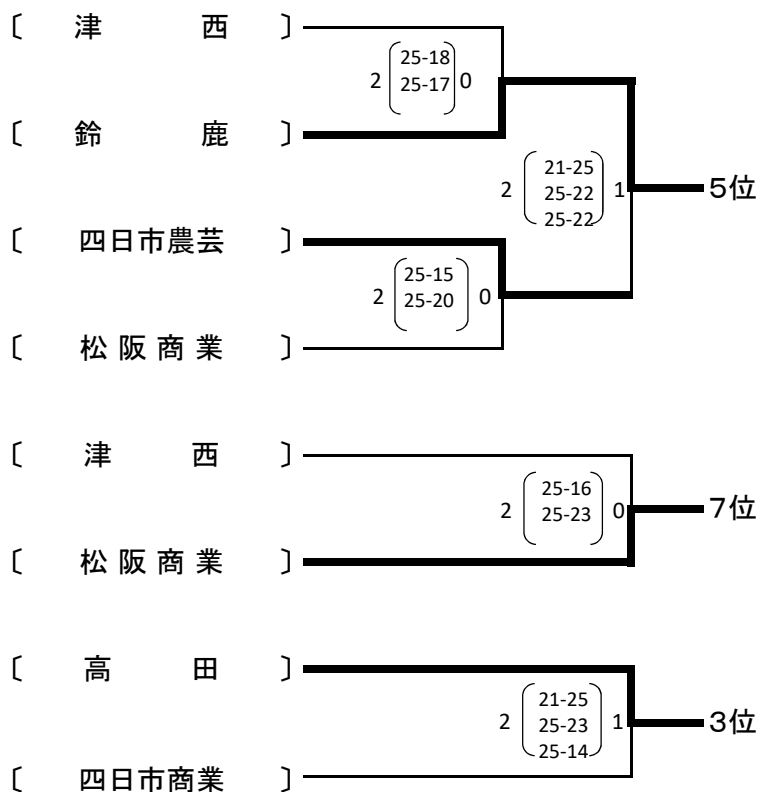 〔 津 西 〕
2 25-18 0
25-17
〔 鈴 鹿 〕
2 21-25 1
25-22
25-22
5位
〔 四日市農芸 〕
2 25-15 0
25-20
〔 松阪商業 〕
〔 津 西 〕
2 25-16 0
25-23
7位
〔 松阪商業 〕
〔 高 田 〕
2 21-25 1
25-23
25-14
3位
〔 四日市商業 〕